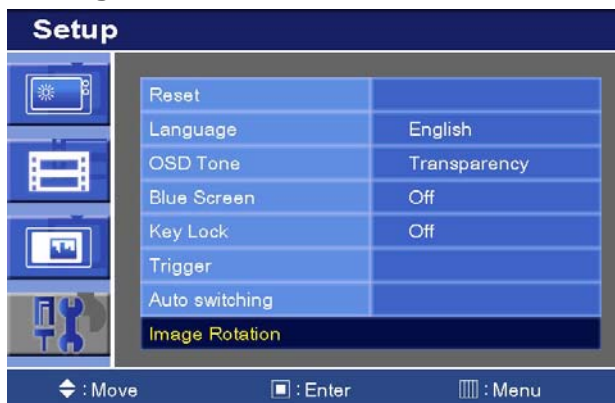 Setup
Reset
Language English
OSD Tone Transparency
Blue Screen Off
Key Lock Off
Trigger
Auto switching
Image Rotation
: Move : Enter : Menu